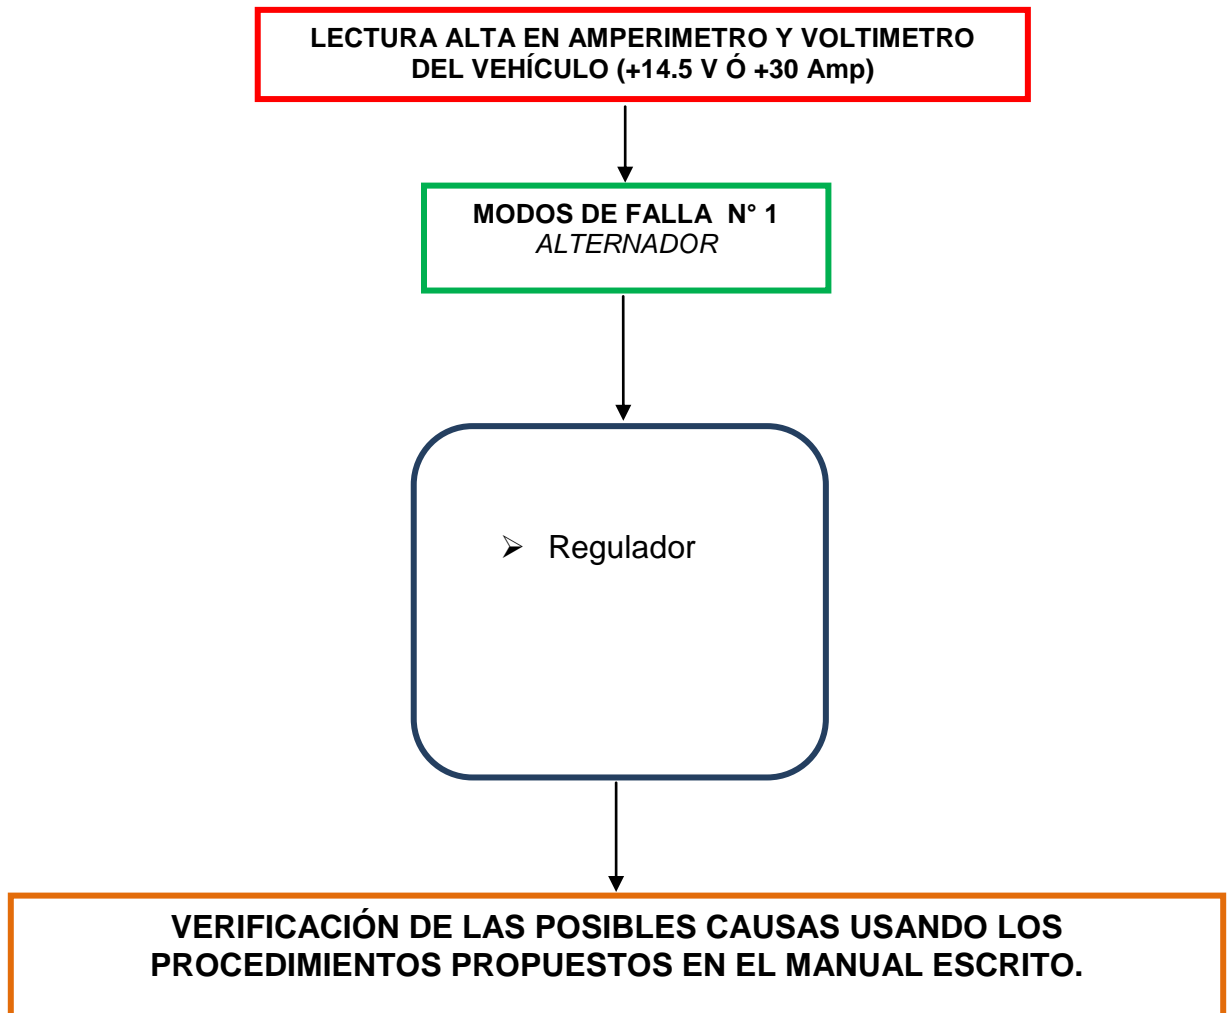 LECTURA ALTA EN AMPERIMETRO Y VOLTIMETRO
DEL VEHÍCULO (+14.5 V Ó +30 Amp)
MODOS DE FALLA N° 1
ALTERNADOR
➢ Regulador
VERIFICACIÓN DE LAS POSIBLES CAUSAS USANDO LOS
PROCEDIMIENTOS PROPUESTOS EN EL MANUAL ESCRITO.